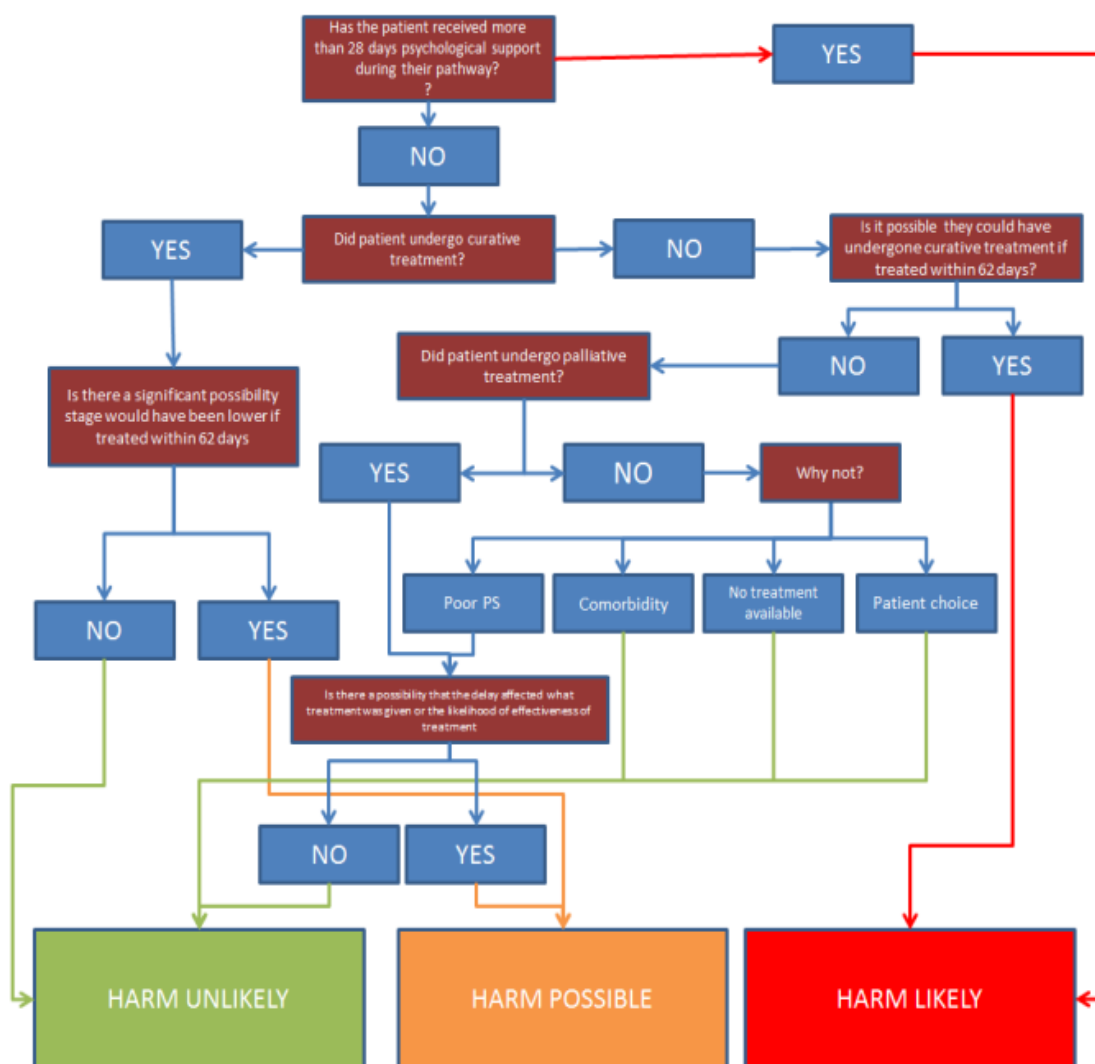 Has the patient received more
than 28 days psychological support
during their pathway?
?
YES
NO
YES
Did patient undergo curative
treatment?
NO
Is it possible they could have
undergone curative treatment if
treated within 62 days?
Did patient undergo palliative
treatment?
NO
YES
Is there a significant possibility
stage would have been lower if
treated within 62 days
YES
NO
Why not?
NO
YES
Poor PS
Comorbidity
No treatment
available
Patient choice
Is there a possibility that the delay affected what
treatment was given or the likelihood of effectiveness of
treatment
NO
YES
HARM UNLIKELY
HARM POSSIBLE
HARM LIKELY